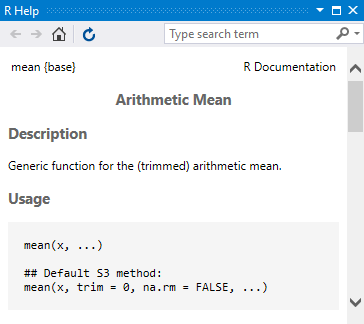 R Help
Type search term
mean {base} R Documentation
Arithmetic Mean
Description
Generic function for the (trimmed) arithmetic mean.
Usage
mean(x, ...)
## Default S3 method:
mean(x, trim = 0, na.rm = FALSE, ...)